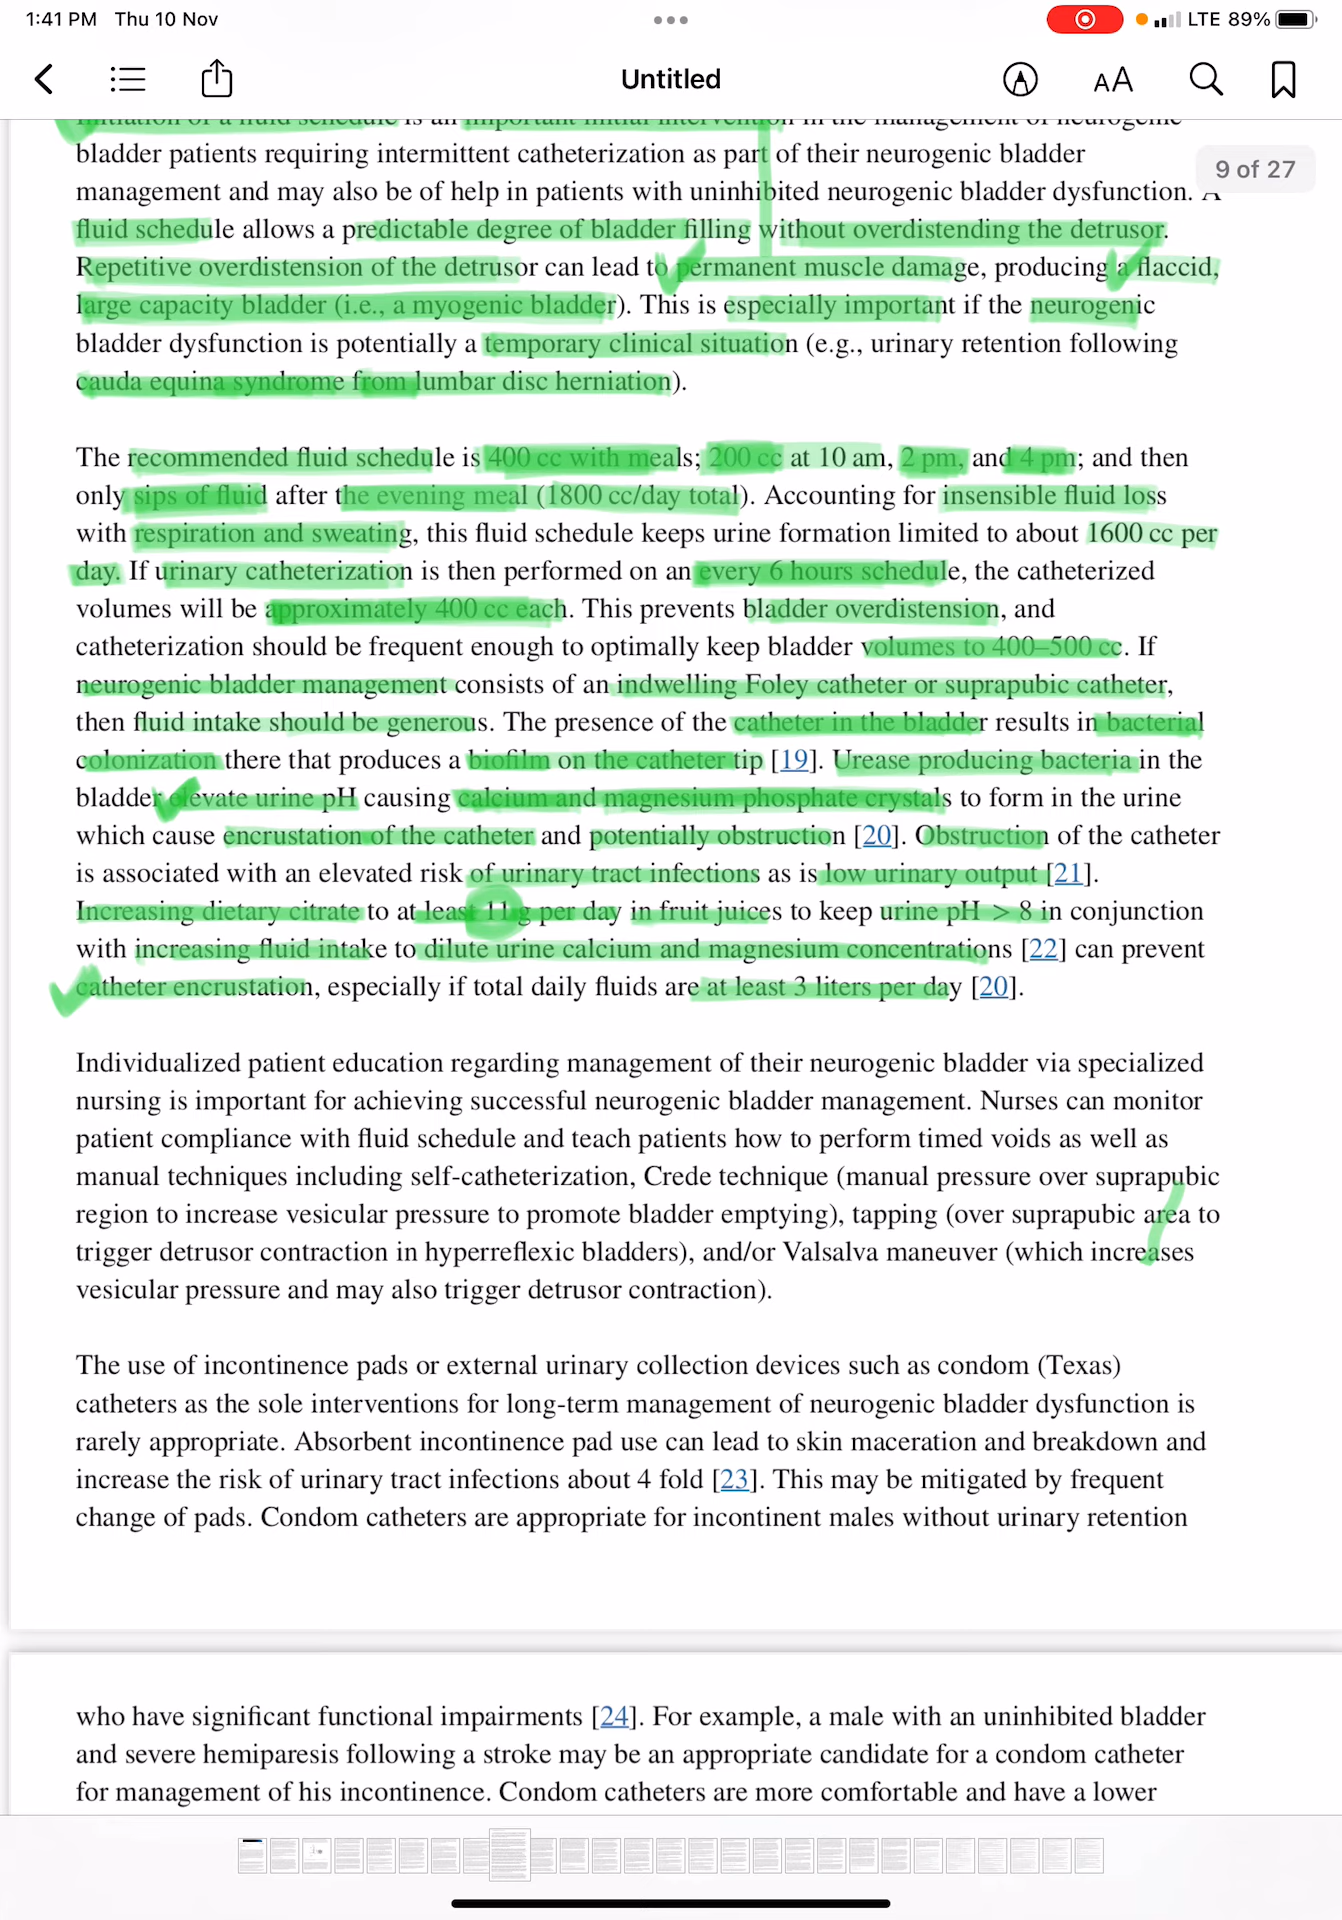 1:41 PM Thu 10 Nov
LTE 89%
Untitled
AA
Initiation of a fluid schedule is an important initial intervention in the management of neurogenic
9 of 27
bladder patients requiring intermittent catheterization as part of their neurogenic bladder
management and may also be of help in patients with uninhibited neurogenic bladder dysfunction. A
fluid schedule allows a predictable degree of bladder filling without overdistending the detrusor.
Repetitive overdistension of the detrusor can lead to permanent muscle damage, producing a flaccid,
large capacity bladder (i.e., a myogenic bladder). This is especially important if the neurogenic
bladder dysfunction is potentially a temporary clinical situation (e.g., urinary retention following
cauda equina syndrome from lumbar disc herniation).
The recommended fluid schedule is 400 cc with meals; 200 cc at 10 am, 2 pm, and 4 pm; and then
only sips of fluid after the evening meal (1800 cc/day total). Accounting for insensible fluid loss
with respiration and sweating, this fluid schedule keeps urine formation limited to about 1600 cc per
day. If urinary catheterization is then performed on an every 6 hours schedule, the catheterized
volumes will be approximately 400 cc each. This prevents bladder overdistension, and
catheterization should be frequent enough to optimally keep bladder volumes to 400–500 cc. If
neurogenic bladder management consists of an indwelling Foley catheter or suprapubic catheter,
then fluid intake should be generous. The presence of the catheter in the bladder results in bacterial
colonization there that produces a biofilm on the catheter tip [19]. Urease producing bacteria in the
bladder elevate urine pH causing calcium and magnesium phosphate crystals to form in the urine
which cause encrustation of the catheter and potentially obstruction [20]. Obstruction of the catheter
is associated with an elevated risk of urinary tract infections as is low urinary output [21].
Increasing dietary citrate to at least 11 g per day in fruit juices to keep urine pH > 8 in conjunction
with increasing fluid intake to dilute urine calcium and magnesium concentrations [22] can prevent
catheter encrustation, especially if total daily fluids are at least 3 liters per day [20].
Individualized patient education regarding management of their neurogenic bladder via specialized
nursing is important for achieving successful neurogenic bladder management. Nurses can monitor
patient compliance with fluid schedule and teach patients how to perform timed voids as well as
manual techniques including self-catheterization, Crede technique (manual pressure over suprapubic
region to increase vesicular pressure to promote bladder emptying), tapping (over suprapubic area to
trigger detrusor contraction in hyperreflexic bladders), and/or Valsalva maneuver (which increases
vesicular pressure and may also trigger detrusor contraction).
The use of incontinence pads or external urinary collection devices such as condom (Texas)
catheters as the sole interventions for long-term management of neurogenic bladder dysfunction is
rarely appropriate. Absorbent incontinence pad use can lead to skin maceration and breakdown and
increase the risk of urinary tract infections about 4 fold [23]. This may be mitigated by frequent
change of pads. Condom catheters are appropriate for incontinent males without urinary retention
who have significant functional impairments [24]. For example, a male with an uninhibited bladder
and severe hemiparesis following a stroke may be an appropriate candidate for a condom catheter
for management of his incontinence. Condom catheters are more comfortable and have a lower